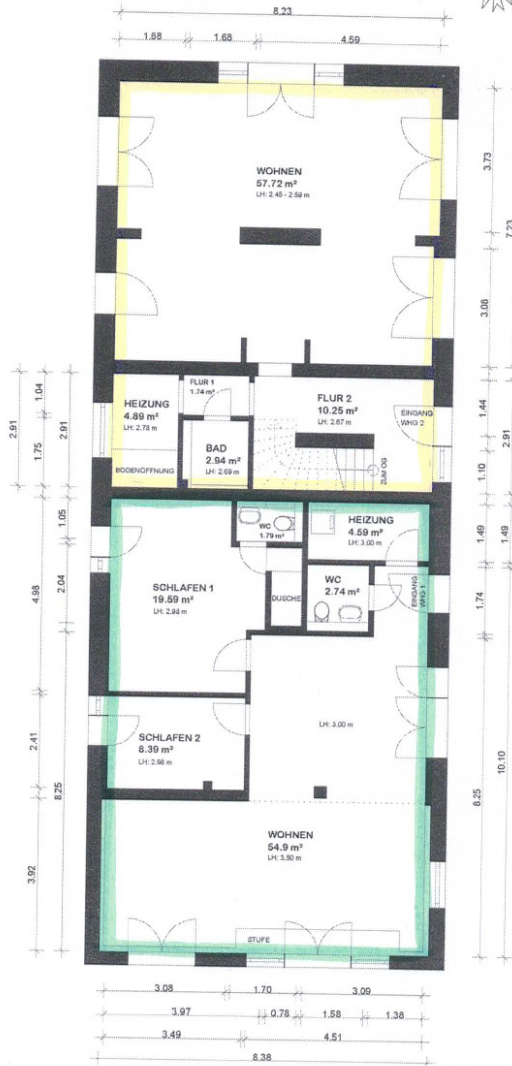 8.23
1.68 1.68 4.59
WOHNEN
57.72 m²
LH: 2.45 - 2.59 m
3.73
7.23
3.08
FLUR 1
1.74 m²
HEIZUNG
4.89 m²
LH: 2.78 m
FLUR 2
10.25 m²
LH: 2.67 m
EINGANG
WHG 2
BAD
2.94 m²
LH: 2.69 m
BODENÖFFNUNG
ZUM OG
2.91
1.04
1.75
2.91
1.44
1.10
2.91
WC
1.79 m²
HEIZUNG
4.59 m²
LH: 3.00 m
SCHLAFEN 1
19.59 m²
LH: 2.98 m
WC
2.74 m²
DUSCHE
EINGANG
WHG 1
1.05
4.98
2.04
1.49
1.49
1.74
LH: 3.00 m
SCHLAFEN 2
8.39 m²
LH: 2.98 m
2.41
8.25
3.92
8.25
10.10
WOHNEN
54.9 m²
LH: 3.50 m
STUFE
3.08 1.70 3.09
3.97 0.78 1.58 1.38
3.49 4.51
8.38